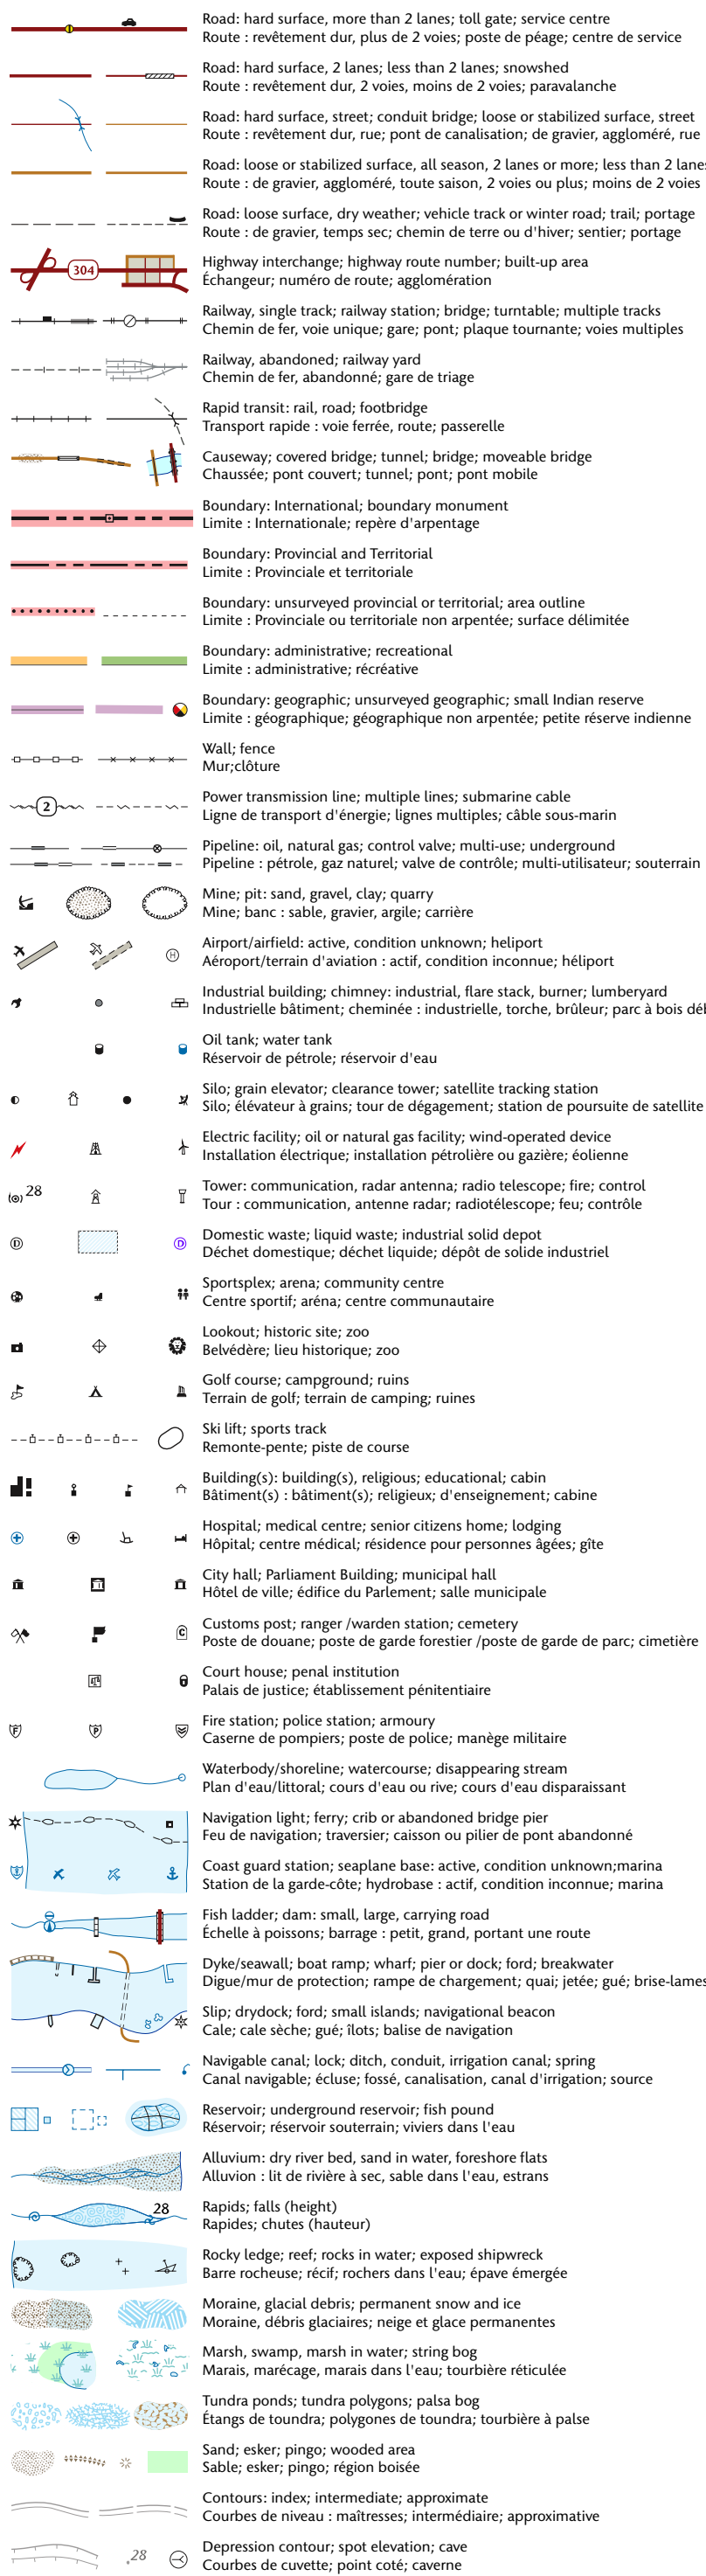 Road: hard surface, more than 2 lanes; toll gate; service centre
Route : revêtement dur, plus de 2 voies; poste de péage; centre de service
Road: hard surface, 2 lanes; less than 2 lanes; snowshed
Route : revêtement dur, 2 voies, moins de 2 voies; paravalanche
Road: hard surface, street; conduit bridge; loose or stabilized surface, street
Route : revêtement dur, rue; pont de canalisation; de gravier, aggloméré, rue
Road: loose or stabilized surface, all season, 2 lanes or more; less than 2 lanes
Route : de gravier, aggloméré, toute saison, 2 voies ou plus; moins de 2 voies
Road: loose surface, dry weather; vehicle track or winter road; trail; portage
Route : de gravier, temps sec; chemin de terre ou d'hiver; sentier; portage
304
Highway interchange; highway route number; built-up area
Échangeur; numéro de route; agglomération
Railway, single track; railway station; bridge; turntable; multiple tracks
Chemin de fer, voie unique; gare; pont; plaque tournante; voies multiples
Railway, abandoned; railway yard
Chemin de fer, abandonné; gare de triage
Rapid transit: rail, road; footbridge
Transport rapide : voie ferrée, route; passerelle
Causeway; covered bridge; tunnel; bridge; moveable bridge
Chaussée; pont couvert; tunnel; pont; pont mobile
Boundary: International; boundary monument
Limite : Internationale; repère d'arpentage
Boundary: Provincial and Territorial
Limite : Provinciale et territoriale
Boundary: unsurveyed provincial or territorial; area outline
Limite : Provinciale ou territoriale non arpentée; surface délimitée
Boundary: administrative; recreational
Limite : administrative; récréative
Boundary: geographic; unsurveyed geographic; small Indian reserve
Limite : géographique; géographique non arpentée; petite réserve indienne
Wall; fence
Mur;clôture
2
Power transmission line; multiple lines; submarine cable
Ligne de transport d'énergie; lignes multiples; câble sous-marin
Pipeline: oil, natural gas; control valve; multi-use; underground
Pipeline : pétrole, gaz naturel; valve de contrôle; multi-utilisateur; souterrain
Mine; pit: sand, gravel, clay; quarry
Mine; banc : sable, gravier, argile; carrière
H
Airport/airfield: active, condition unknown; heliport
Aéroport/terrain d'aviation : actif, condition inconnue; héliport
Industrial building; chimney: industrial, flare stack, burner; lumberyard
Industrielle bâtiment; cheminée : industrielle, torche, brûleur; parc à bois
Oil tank; water tank
Réservoir de pétrole; réservoir d'eau
Silo; grain elevator; clearance tower; satellite tracking station
Silo; élévateur à grains; tour de dégagement; station de poursuite de satellite
Electric facility; oil or natural gas facility; wind-operated device
Installation électrique; installation pétrolière ou gazière; éolienne
28
Tower: communication, radar antenna; radio telescope; fire; control
Tour : communication, antenne radar; radiotélescope; feu; contrôle
D D
Domestic waste; liquid waste; industrial solid depot
Déchet domestique; déchet liquide; dépôt de solide industriel
Sportsplex; arena; community centre
Centre sportif; aréna; centre communautaire
Lookout; historic site; zoo
Belvédère; lieu historique; zoo
Golf course; campground; ruins
Terrain de golf; terrain de camping; ruines
Ski lift; sports track
Remonte-pente; piste de course
Building(s): building(s), religious; educational; cabin
Bâtiment(s) : bâtiment(s); religieux; d'enseignement; cabine
Hospital; medical centre; senior citizens home; lodging
Hôpital; centre médical; résidence pour personnes âgées; gîte
City hall; Parliament Building; municipal hall
Hôtel de ville; édifice du Parlement; salle municipale
C
Customs post; ranger /warden station; cemetery
Poste de douane; poste de garde forestier /poste de garde de parc; cimetière
Court house; penal institution
Palais de justice; établissement pénitentiaire
F P
Fire station; police station; armoury
Caserne de pompiers; poste de police; manège militaire
Waterbody/shoreline; watercourse; disappearing stream
Plan d'eau/littoral; cours d'eau ou rive; cours d'eau disparaissant
Navigation light; ferry; crib or abandoned bridge pier
Feu de navigation; traversier; caisson ou pilier de pont abandonné
Coast guard station; seaplane base: active, condition unknown;marina
Station de la garde-côte; hydrobase : actif, condition inconnue; marina
Fish ladder; dam: small, large, carrying road
Échelle à poissons; barrage : petit, grand, portant une route
Dyke/seawall; boat ramp; wharf; pier or dock; ford; breakwater
Digue/mur de protection; rampe de chargement; quai; jetée; gué; brise-lames
Slip; drydock; ford; small islands; navigational beacon
Cale; cale sèche; gué; îlots; balise de navigation
Navigable canal; lock; ditch, conduit, irrigation canal; spring
Canal navigable; écluse; fossé, canalisation, canal d'irrigation; source
Reservoir; underground reservoir; fish pound
Réservoir; réservoir souterrain; viviers dans l'eau
Alluvium: dry river bed, sand in water, foreshore flats
Alluvion : lit de rivière à sec, sable dans l'eau, estrans
28
Rapids; falls (height)
Rapides; chutes (hauteur)
Rocky ledge; reef; rocks in water; exposed shipwreck
Barre rocheuse; récif; rochers dans l'eau; épave émergée
Moraine, glacial debris; permanent snow and ice
Moraine, débris glaciaires; neige et glace permanentes
Marsh, swamp, marsh in water; string bog
Marais, marécage, marais dans l'eau; tourbière réticulée
Tundra ponds; tundra polygons; palsa bog
Étangs de toundra; polygones de toundra; tourbière à palse
Sand; esker; pingo; wooded area
Sable; esker; pingo; région boisée
Contours: index; intermediate; approximate
Courbes de niveau : maîtresses; intermédiaire; approximative
28
Depression contour; spot elevation; cave
Courbes de cuvette; point coté; caverne